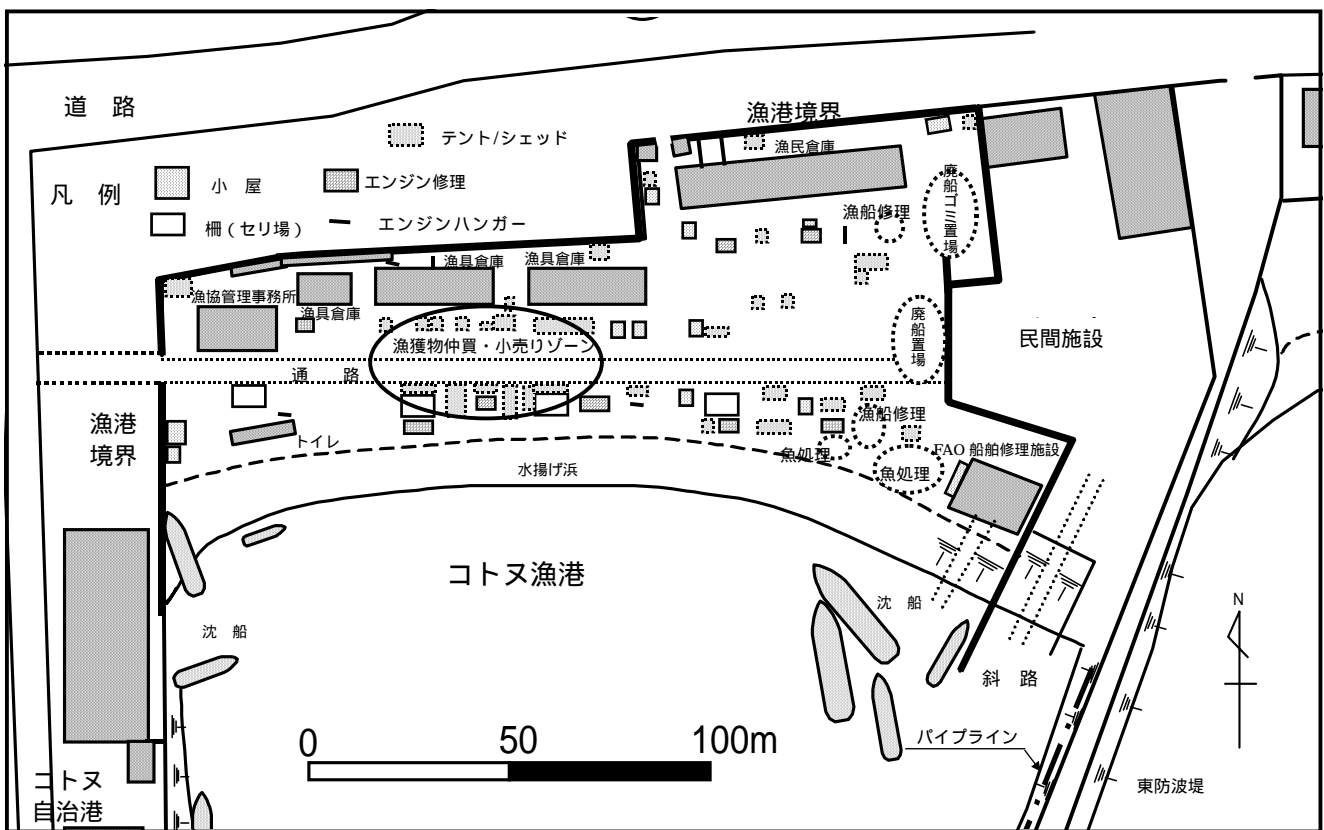 道 路
漁港境界
テント/シェッド
漁民倉庫
凡 例
小 屋
エンジン修理
廃船ゴミ置場
柵(セリ場)
エンジンハンガー
漁船修理
漁具倉庫
漁具倉庫
漁協管理事務所
漁具倉庫
廃船置場
民間施設
漁獲物仲買・小売りゾーン
通 路
漁港
境界
トイレ
漁船修理
魚処理
魚処理
FAO 船舶修理施設
水揚げ浜
コトヌ漁港
沈 船
沈 船
N
斜 路
0 50 100m
パイプライン
コトヌ
自治港
東防波堤